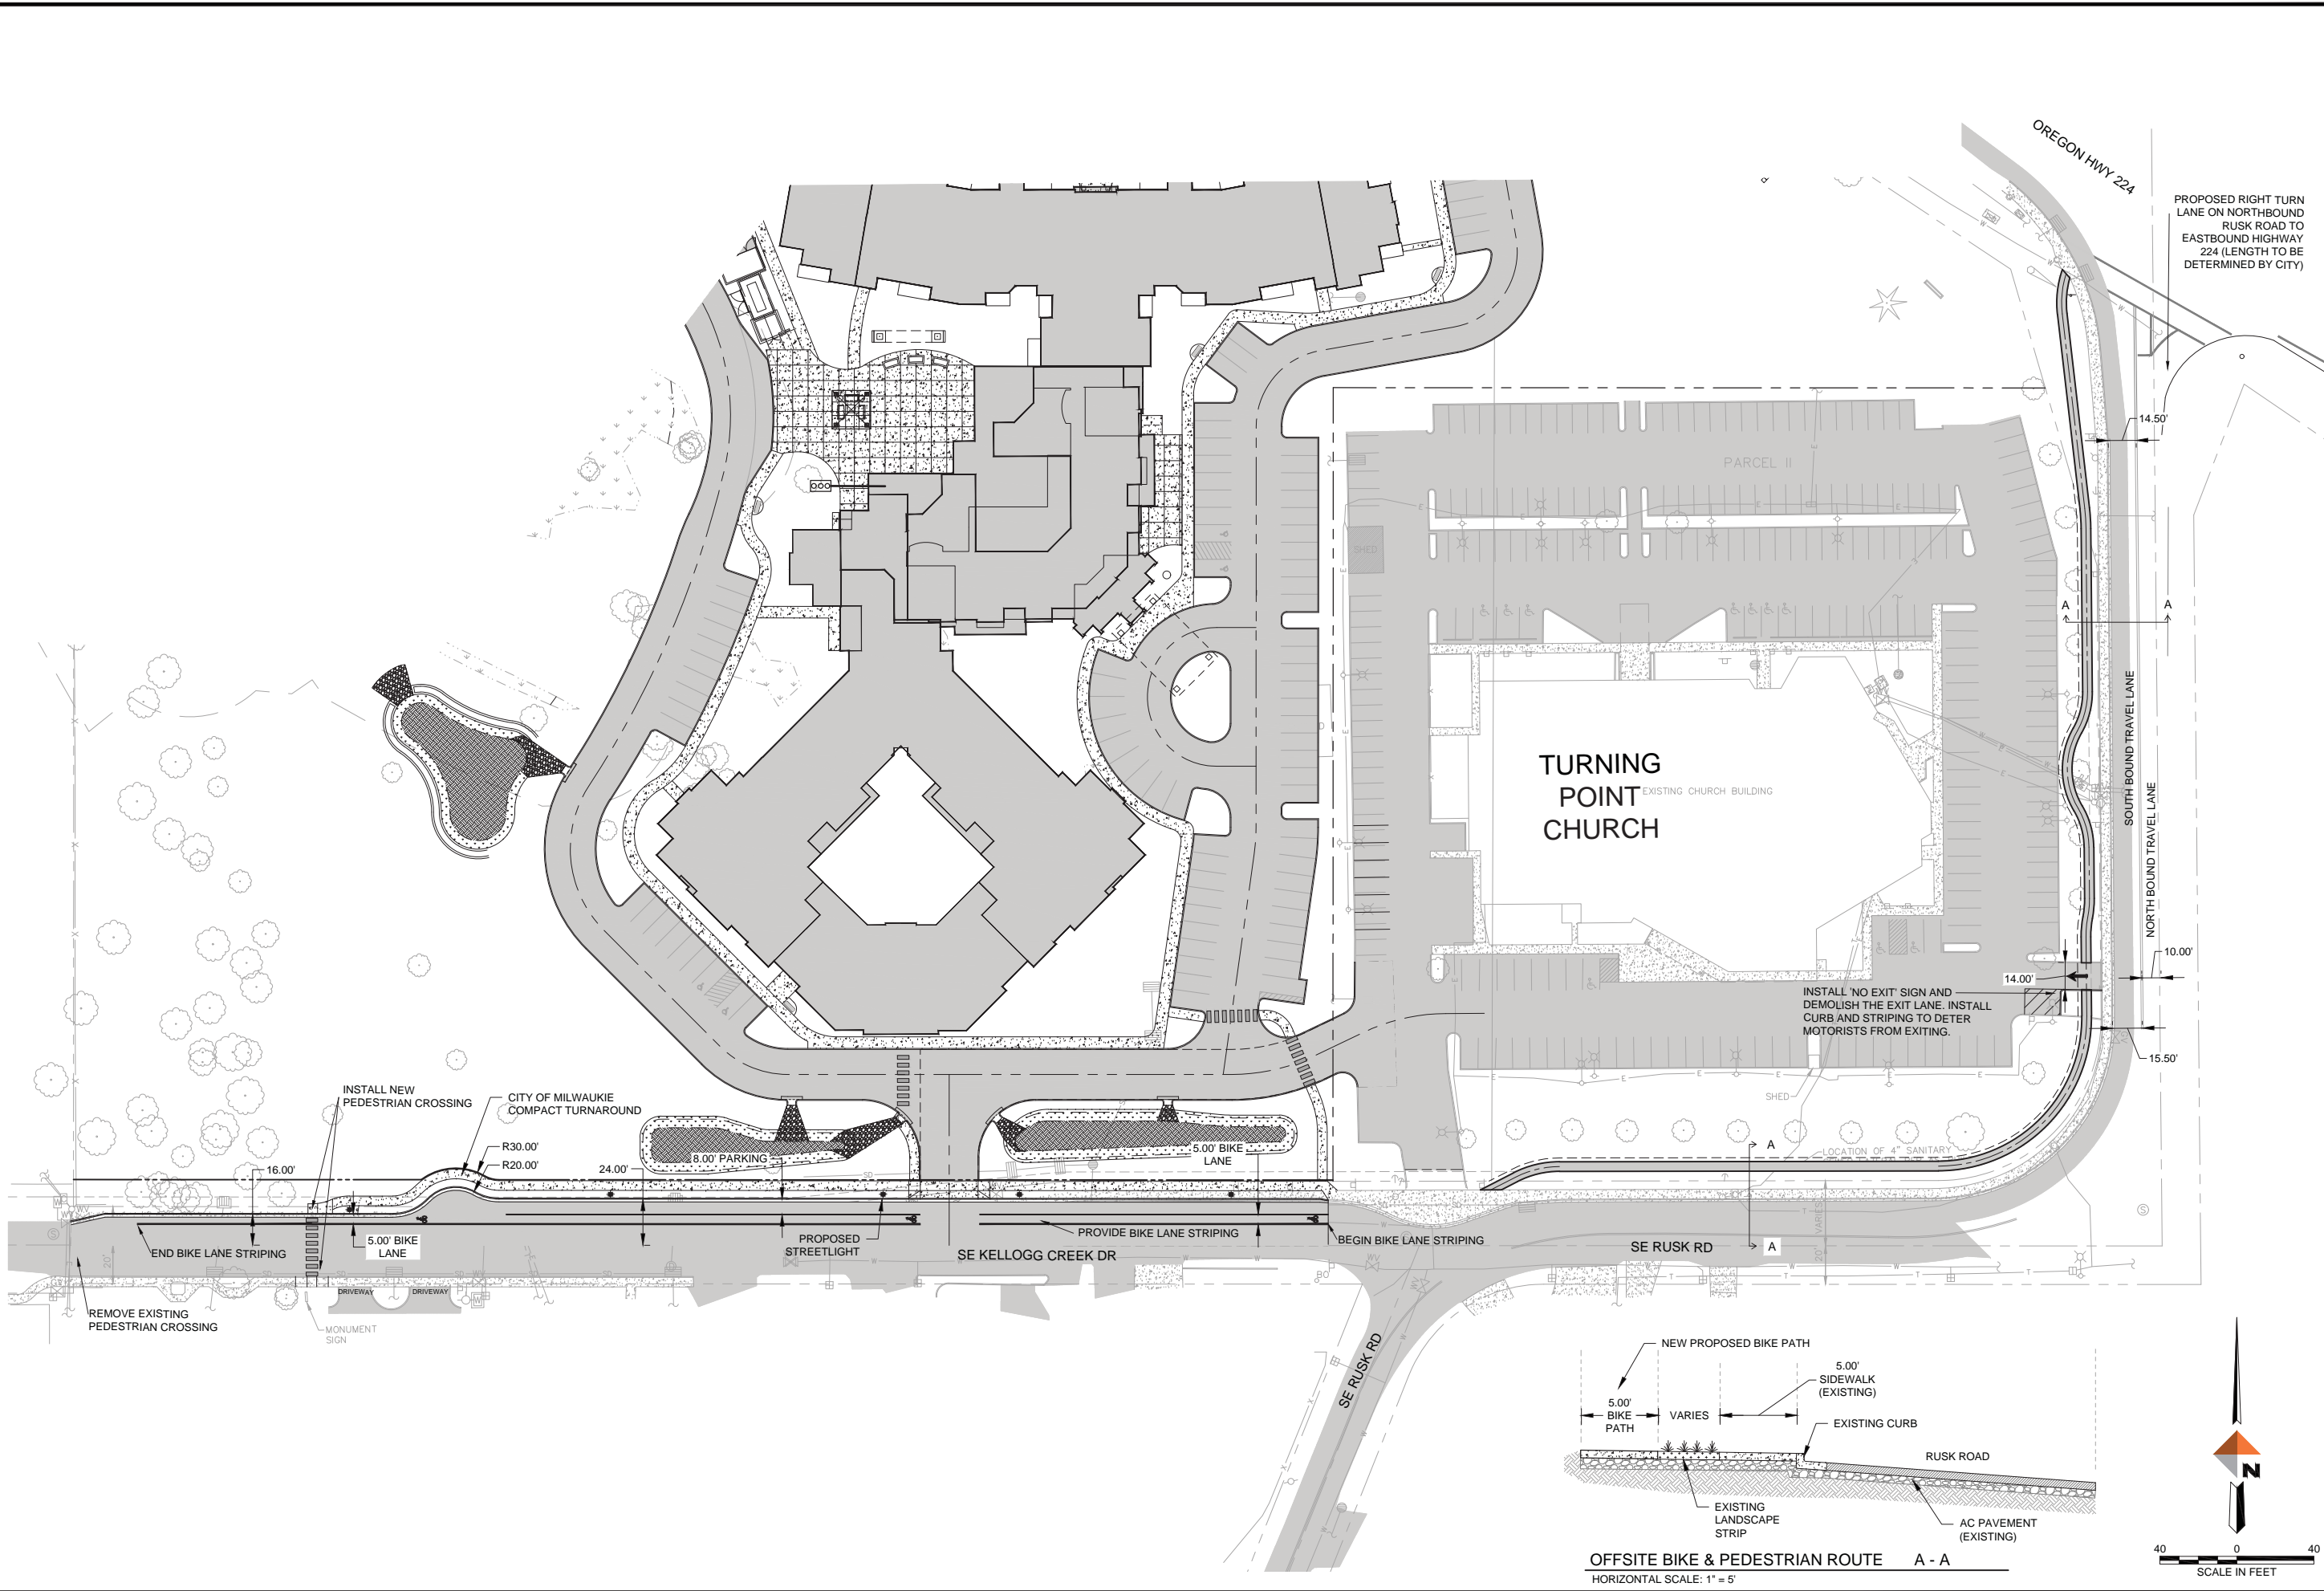 OREGON HWY 224
PROPOSED RIGHT TURN
LANE ON NORTHBOUND
RUSK ROAD TO
EASTBOUND HIGHWAY
224 (LENGTH TO BE
DETERMINED BY CITY)
14.50'
PARCEL II
SHED
A
A
SOUTH BOUND TRAVEL LANE
NORTH BOUND TRAVEL LANE
TURNING
POINT
CHURCH
EXISTING CHURCH BUILDING
10.00'
14.00'
INSTALL 'NO EXIT' SIGN AND
DEMOLISH THE EXIT LANE. INSTALL
CURB AND STRIPING TO DETER
MOTORISTS FROM EXITING.
15.50'
SHED
INSTALL NEW
PEDESTRIAN CROSSING
CITY OF MILWAUKIE
COMPACT TURNAROUND
R30.00'
R20.00'
16.00'
24.00'
8.00' PARKING
5.00' BIKE
LANE
A
LOCATION OF 4" SANITARY
END BIKE LANE STRIPING
5.00' BIKE
LANE
PROPOSED
STREETLIGHT
PROVIDE BIKE LANE STRIPING
BEGIN BIKE LANE STRIPING
SE KELLOGG CREEK DR
SE RUSK RD
A
20'
20' VARIES
DRIVEWAY
DRIVEWAY
REMOVE EXISTING
PEDESTRIAN CROSSING
MONUMENT
SIGN
SE RUSK RD
NEW PROPOSED BIKE PATH
5.00'
SIDEWALK
(EXISTING)
5.00'
BIKE
PATH
VARIES
EXISTING CURB
RUSK ROAD
EXISTING
LANDSCAPE
STRIP
AC PAVEMENT
(EXISTING)
OFFSITE BIKE & PEDESTRIAN ROUTE A - A
HORIZONTAL SCALE: 1" = 5'
N
40 0 40
SCALE IN FEET